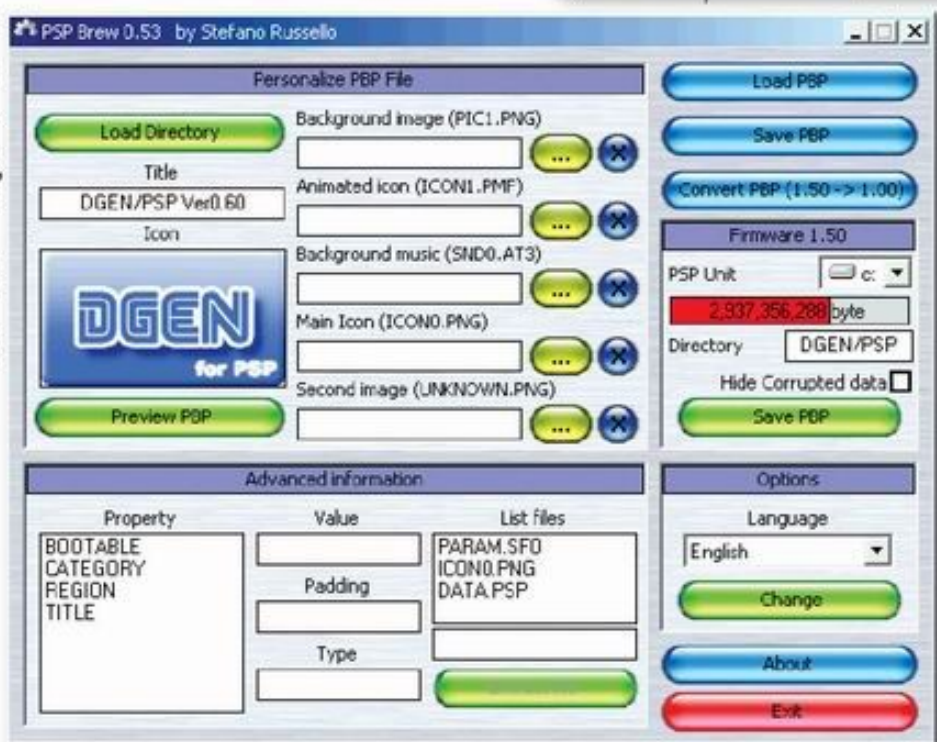 PSP Brew 0.53 by Stefano Russello
Personalize PBP File
Load Directory
Title
DGEN/PSP Ver0.60
Icon
DGEN
for PSP
Preview PBP
Background image (PIC1.PNG)
...
Animated icon (ICON1.PMF)
...
Background music (SND0.AT3)
...
Main Icon (ICON0.PNG)
...
Second image (UNKNOWN.PNG)
...
Load PBP
Save PBP
Convert PBP (1.50 -> 1.00)
Firmware 1.50
PSP Unit
c:
2,937,356,288 byte
Directory
DGEN/PSP
Hide Corrupted data
Save PBP
Advanced information
Property
BOOTABLE
CATEGORY
REGION
TITLE
Value
Padding
Type
List files
PARAM.SFO
ICON0.PNG
DATA.PSP
Options
Language
English
Change
About
Exit